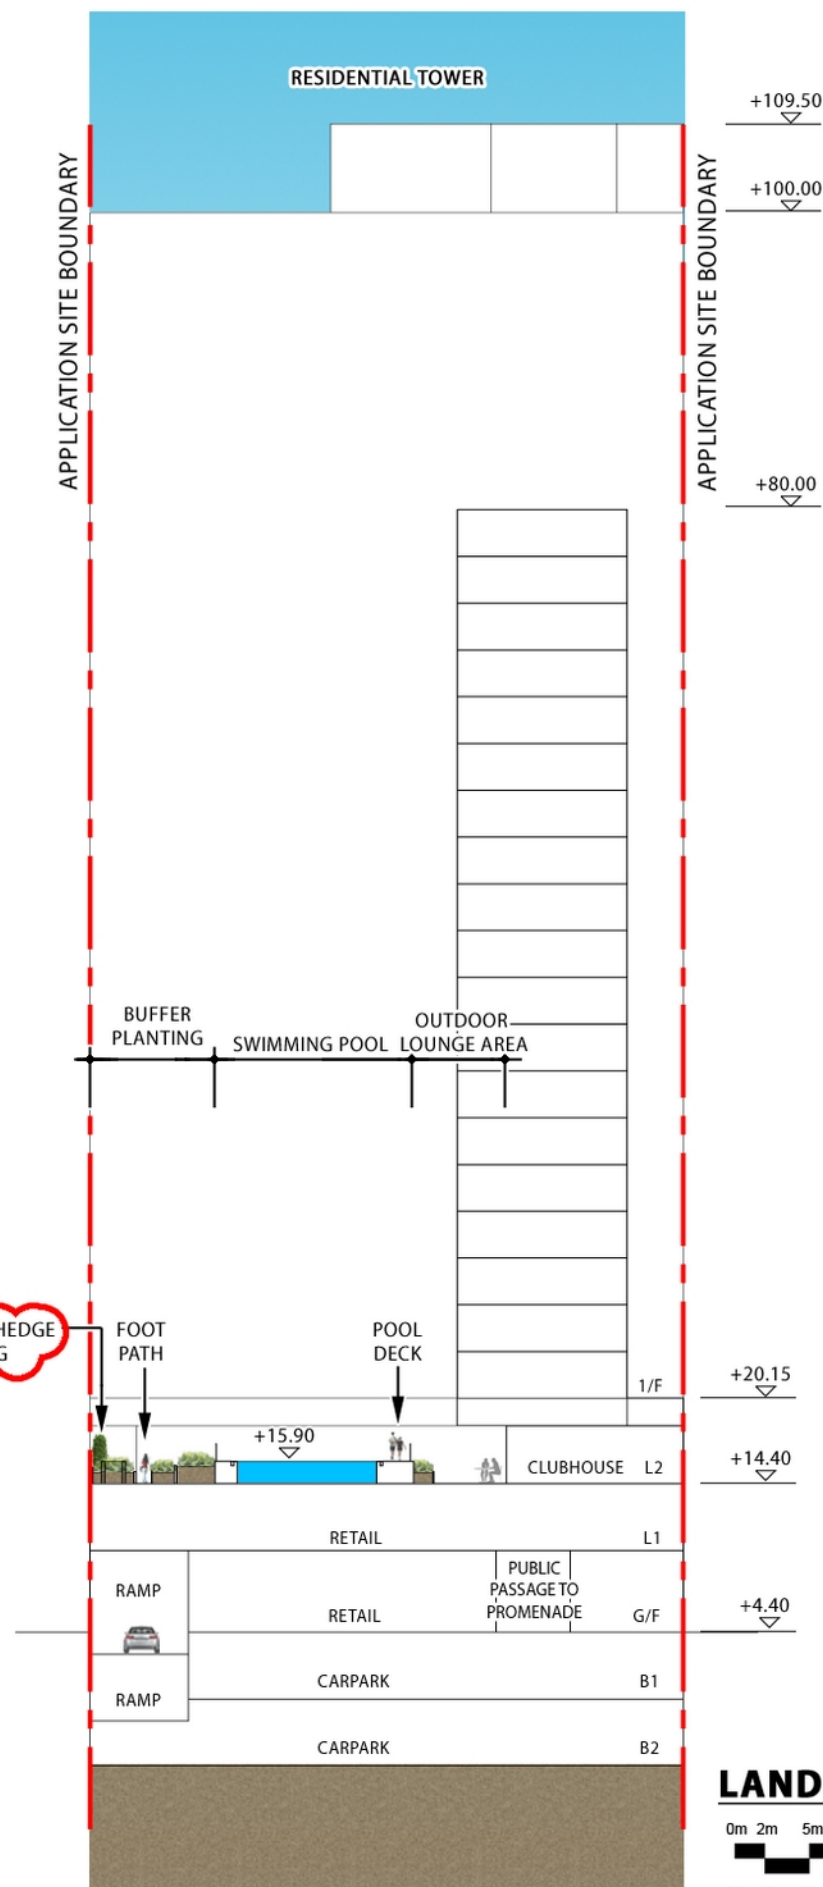 RESIDENTIAL TOWER
+109.50
+100.00
APPLICATION SITE BOUNDARY
APPLICATION SITE BOUNDARY
+80.00
BUFFER
PLANTING
SWIMMING POOL
OUTDOOR
LOUNGE AREA
HEDGE
G
FOOT
PATH
POOL
DECK
1/F
+20.15
+15.90
CLUBHOUSE L2
+14.40
RETAIL L1
RAMP
PUBLIC
PASSAGE TO
PROMENADE
RETAIL G/F
+4.40
CARPARK B1
RAMP
CARPARK B2
LAND
0m 2m 5m